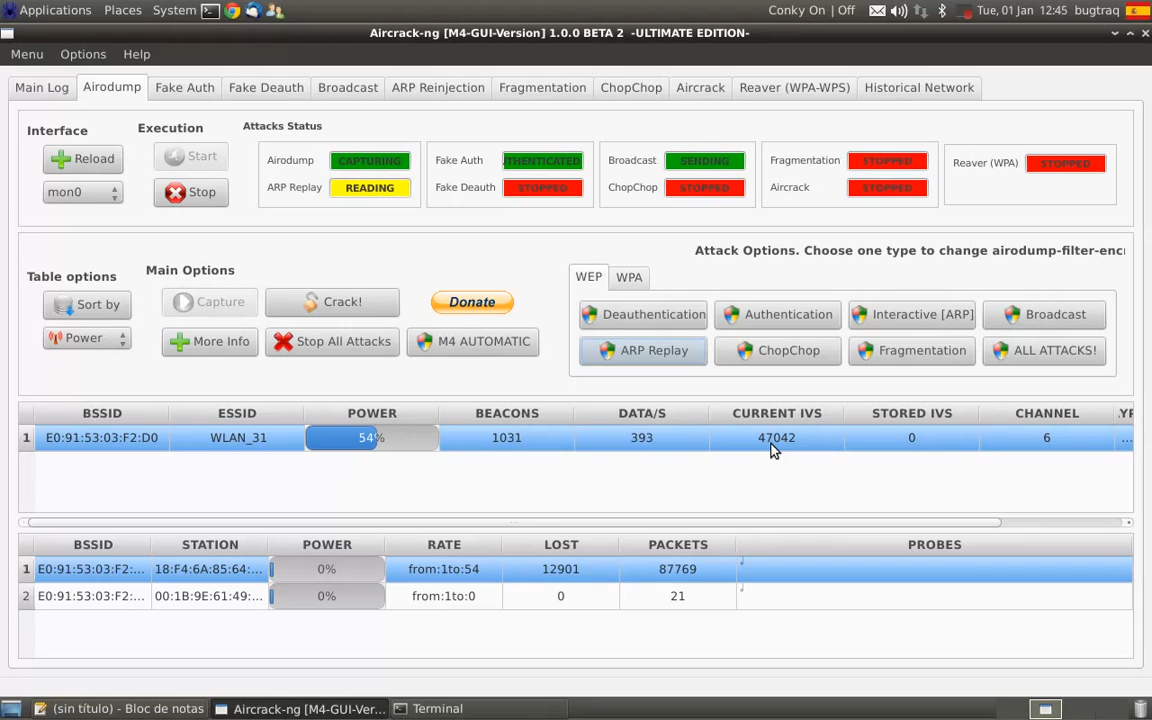 Applications Places System Conky On | Off Tue, 01 Jan 12:45 bugtraq
Aircrack-ng [M4-GUI-Version] 1.0.0 BETA 2 -ULTIMATE EDITION-
Menu Options Help
Main Log Airodump Fake Auth Fake Deauth Broadcast ARP Reinjection Fragmentation ChopChop Aircrack Reaver (WPA-WPS) Historical Network
Interface Execution Attacks Status
Reload Start Airodump CAPTURING Fake Auth THENTICATED Broadcast SENDING Fragmentation STOPPED Reaver (WPA) STOPPED
mon0 Stop ARP Replay READING Fake Deauth STOPPED ChopChop STOPPED Aircrack STOPPED
Attack Options. Choose one type to change airodump-filter-encr
Table options Main Options WEP WPA
Sort by Capture Crack! Donate Deauthentication Authentication Interactive [ARP] Broadcast
Power More Info Stop All Attacks M4 AUTOMATIC ARP Replay ChopChop Fragmentation ALL ATTACKS!
BSSID ESSID POWER BEACONS DATA/S CURRENT IVS STORED IVS CHANNEL
1 E0:91:53:03:F2:D0 WLAN_31 54% 1031 393 47042 0 6 ...
BSSID STATION POWER RATE LOST PACKETS PROBES
1 E0:91:53:03:F2:... 18:F4:6A:85:64:... 0% from:1to:54 12901 87769
2 E0:91:53:03:F2:... 00:1B:9E:61:49:... 0% from:1to:0 0 21
(sin título) - Bloc de notas Aircrack-ng [M4-GUI-Ver... Terminal